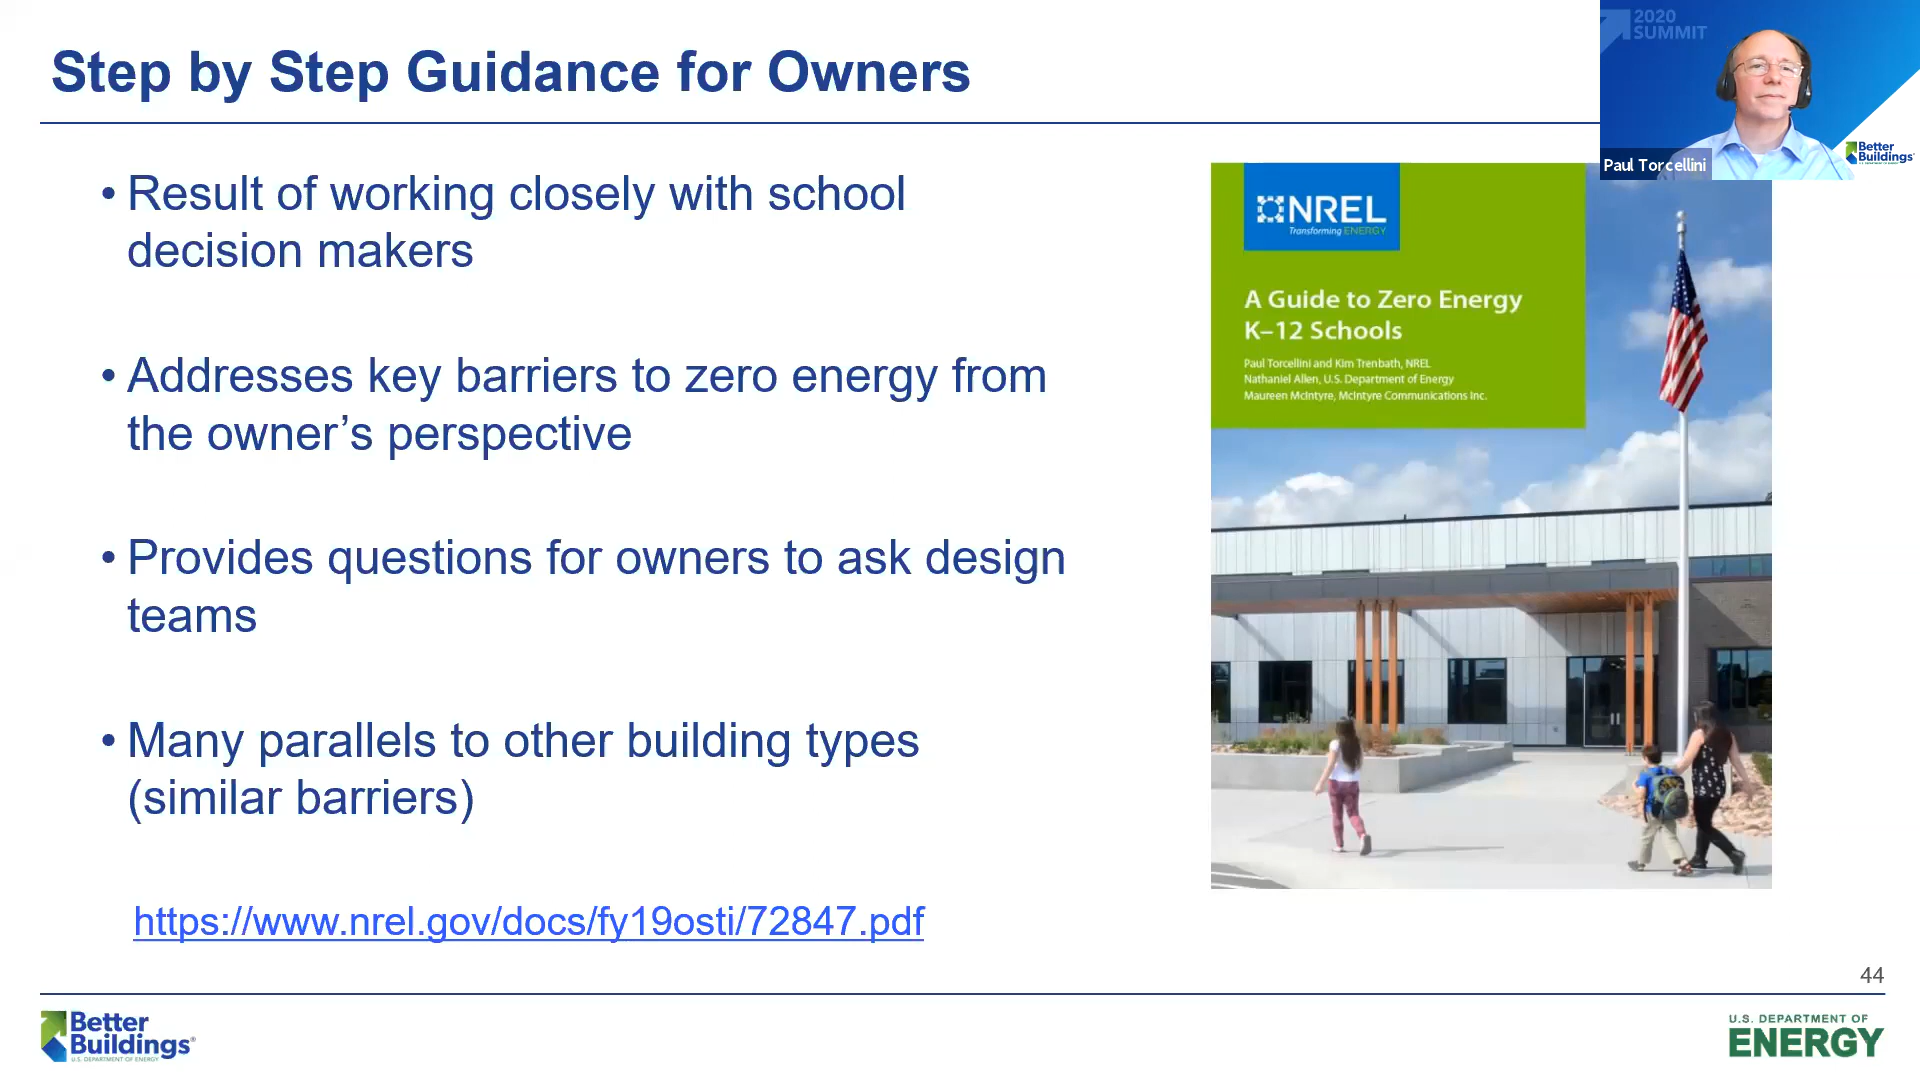 Step by Step Guidance for Owners
2020
SUMMIT
Paul Torcellini
Better
Buildings
• Result of working closely with school
decision makers
• Addresses key barriers to zero energy from
the owner’s perspective
• Provides questions for owners to ask design
teams
• Many parallels to other building types
(similar barriers)
https://www.nrel.gov/docs/fy19osti/72847.pdf
NREL
Transforming ENERGY
A Guide to Zero Energy
K–12 Schools
Paul Torcellini and Kim Trenbath, NREL
Nathaniel Allen, U.S. Department of Energy
Maureen McIntyre, McIntyre Communications Inc.
44
Better
Buildings®
U.S. DEPARTMENT OF ENERGY
U.S. DEPARTMENT OF
ENERGY